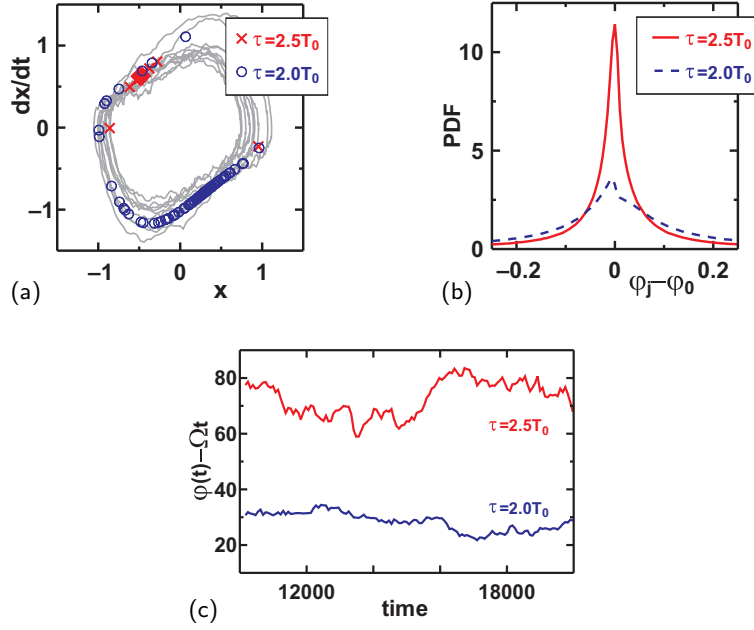 dx/dt
1
0
−1
−1
0
1
x
× τ=2.5T₀
○ τ=2.0T₀
(a)
PDF
10
5
0
−0.2
0
0.2
φj−φ0
τ=2.5T₀
τ=2.0T₀
(b)
φ(t)−Ωt
80
60
40
20
12000
18000
time
τ=2.5T₀
τ=2.0T₀
(c)